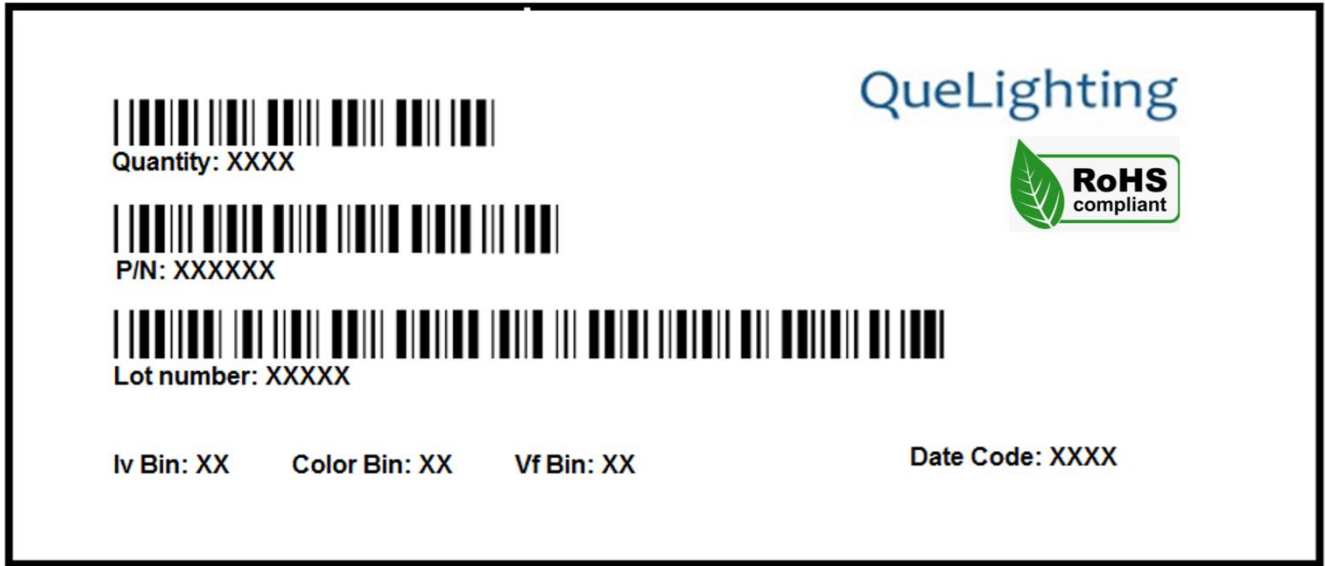 QueLighting
RoHS
compliant
Quantity: XXXX
P/N: XXXXXX
Lot number: XXXXX
Iv Bin: XX Color Bin: XX Vf Bin: XX Date Code: XXXX